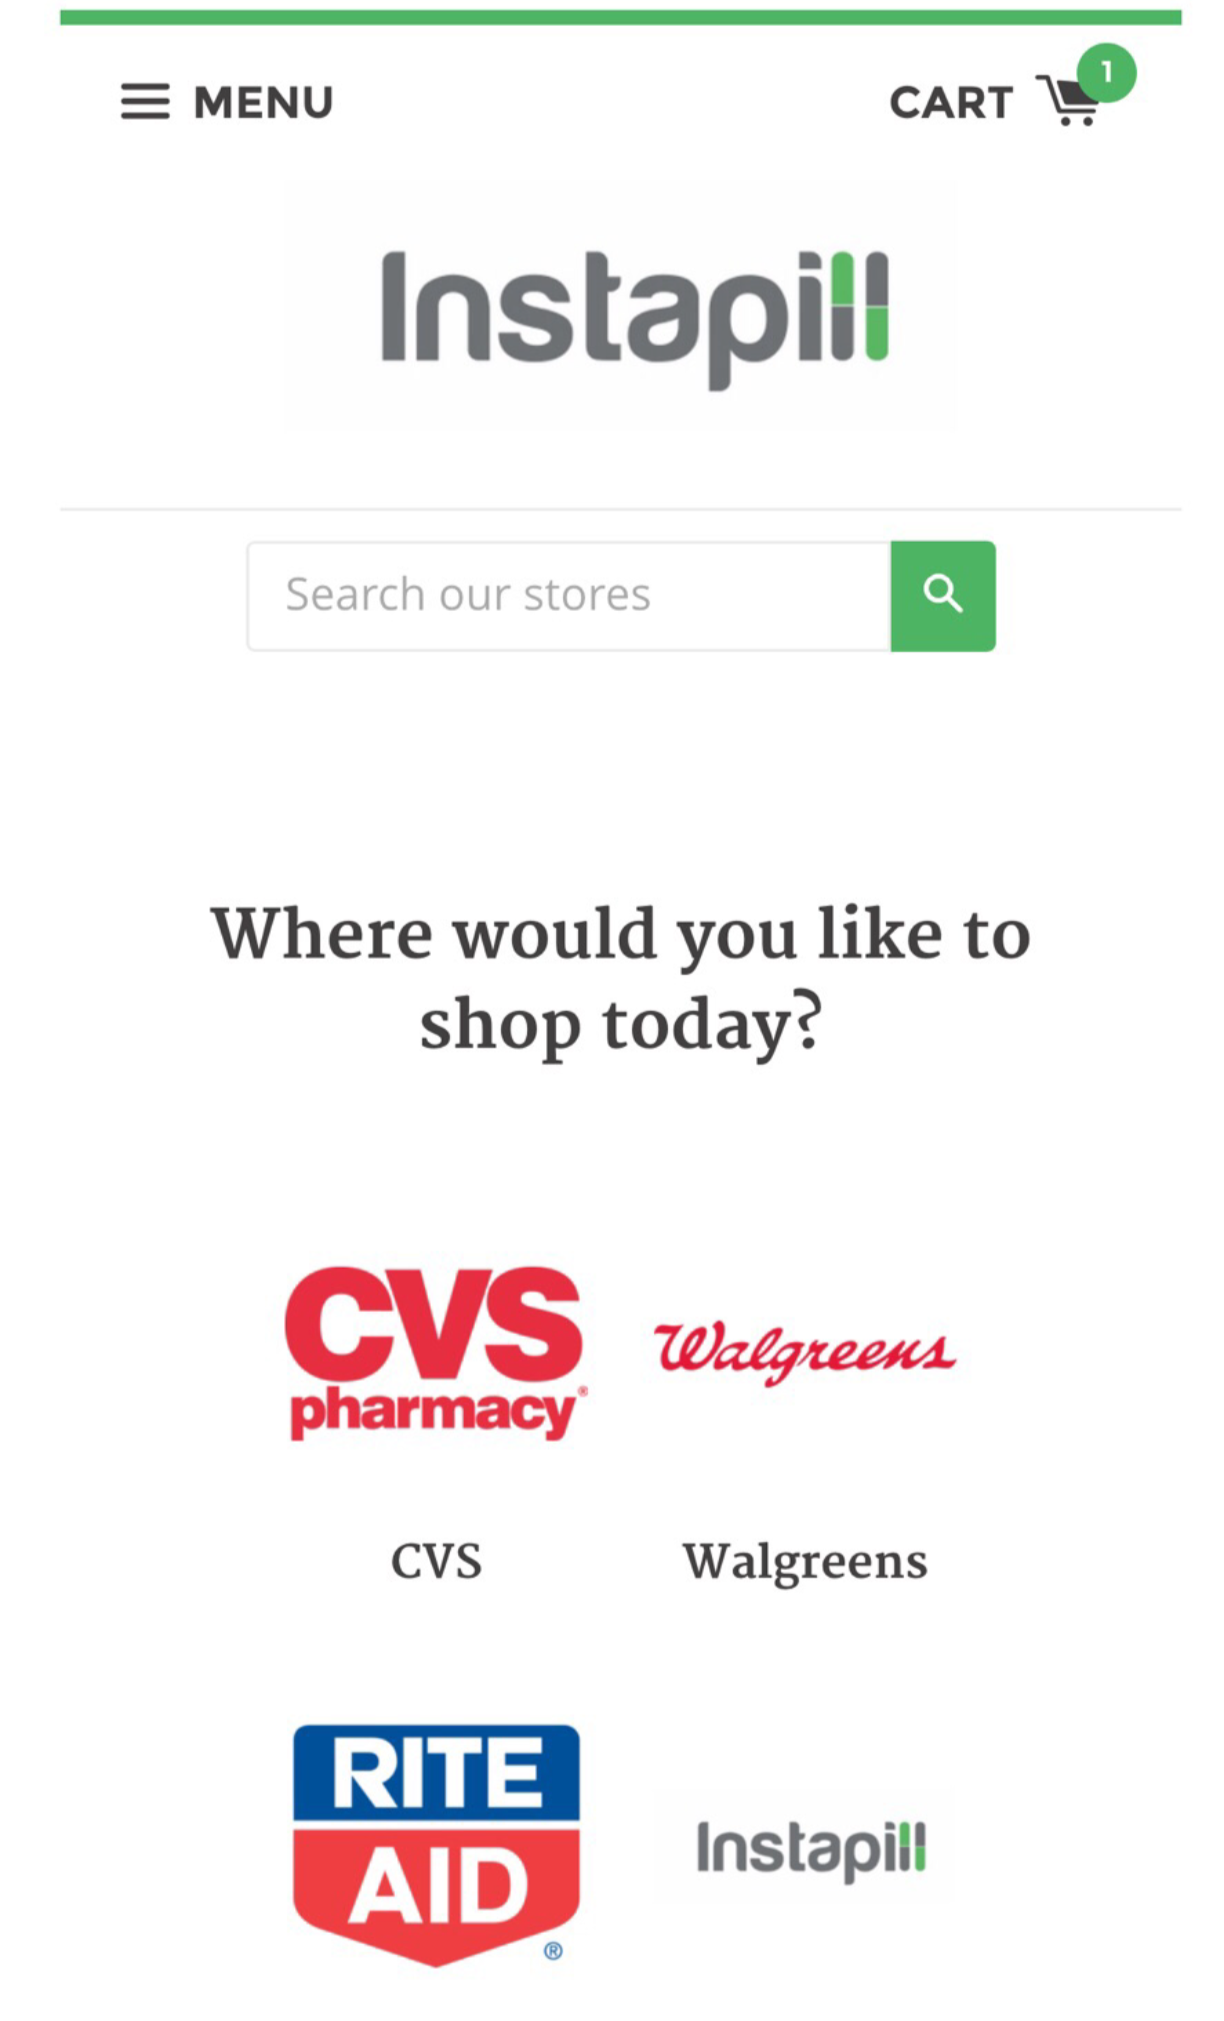 MENU
CART
1
Instapill
Search our stores
Where would you like to
shop today?
CVS
pharmacy®
Walgreens
CVS
Walgreens
RITE
AID
®
Instapill